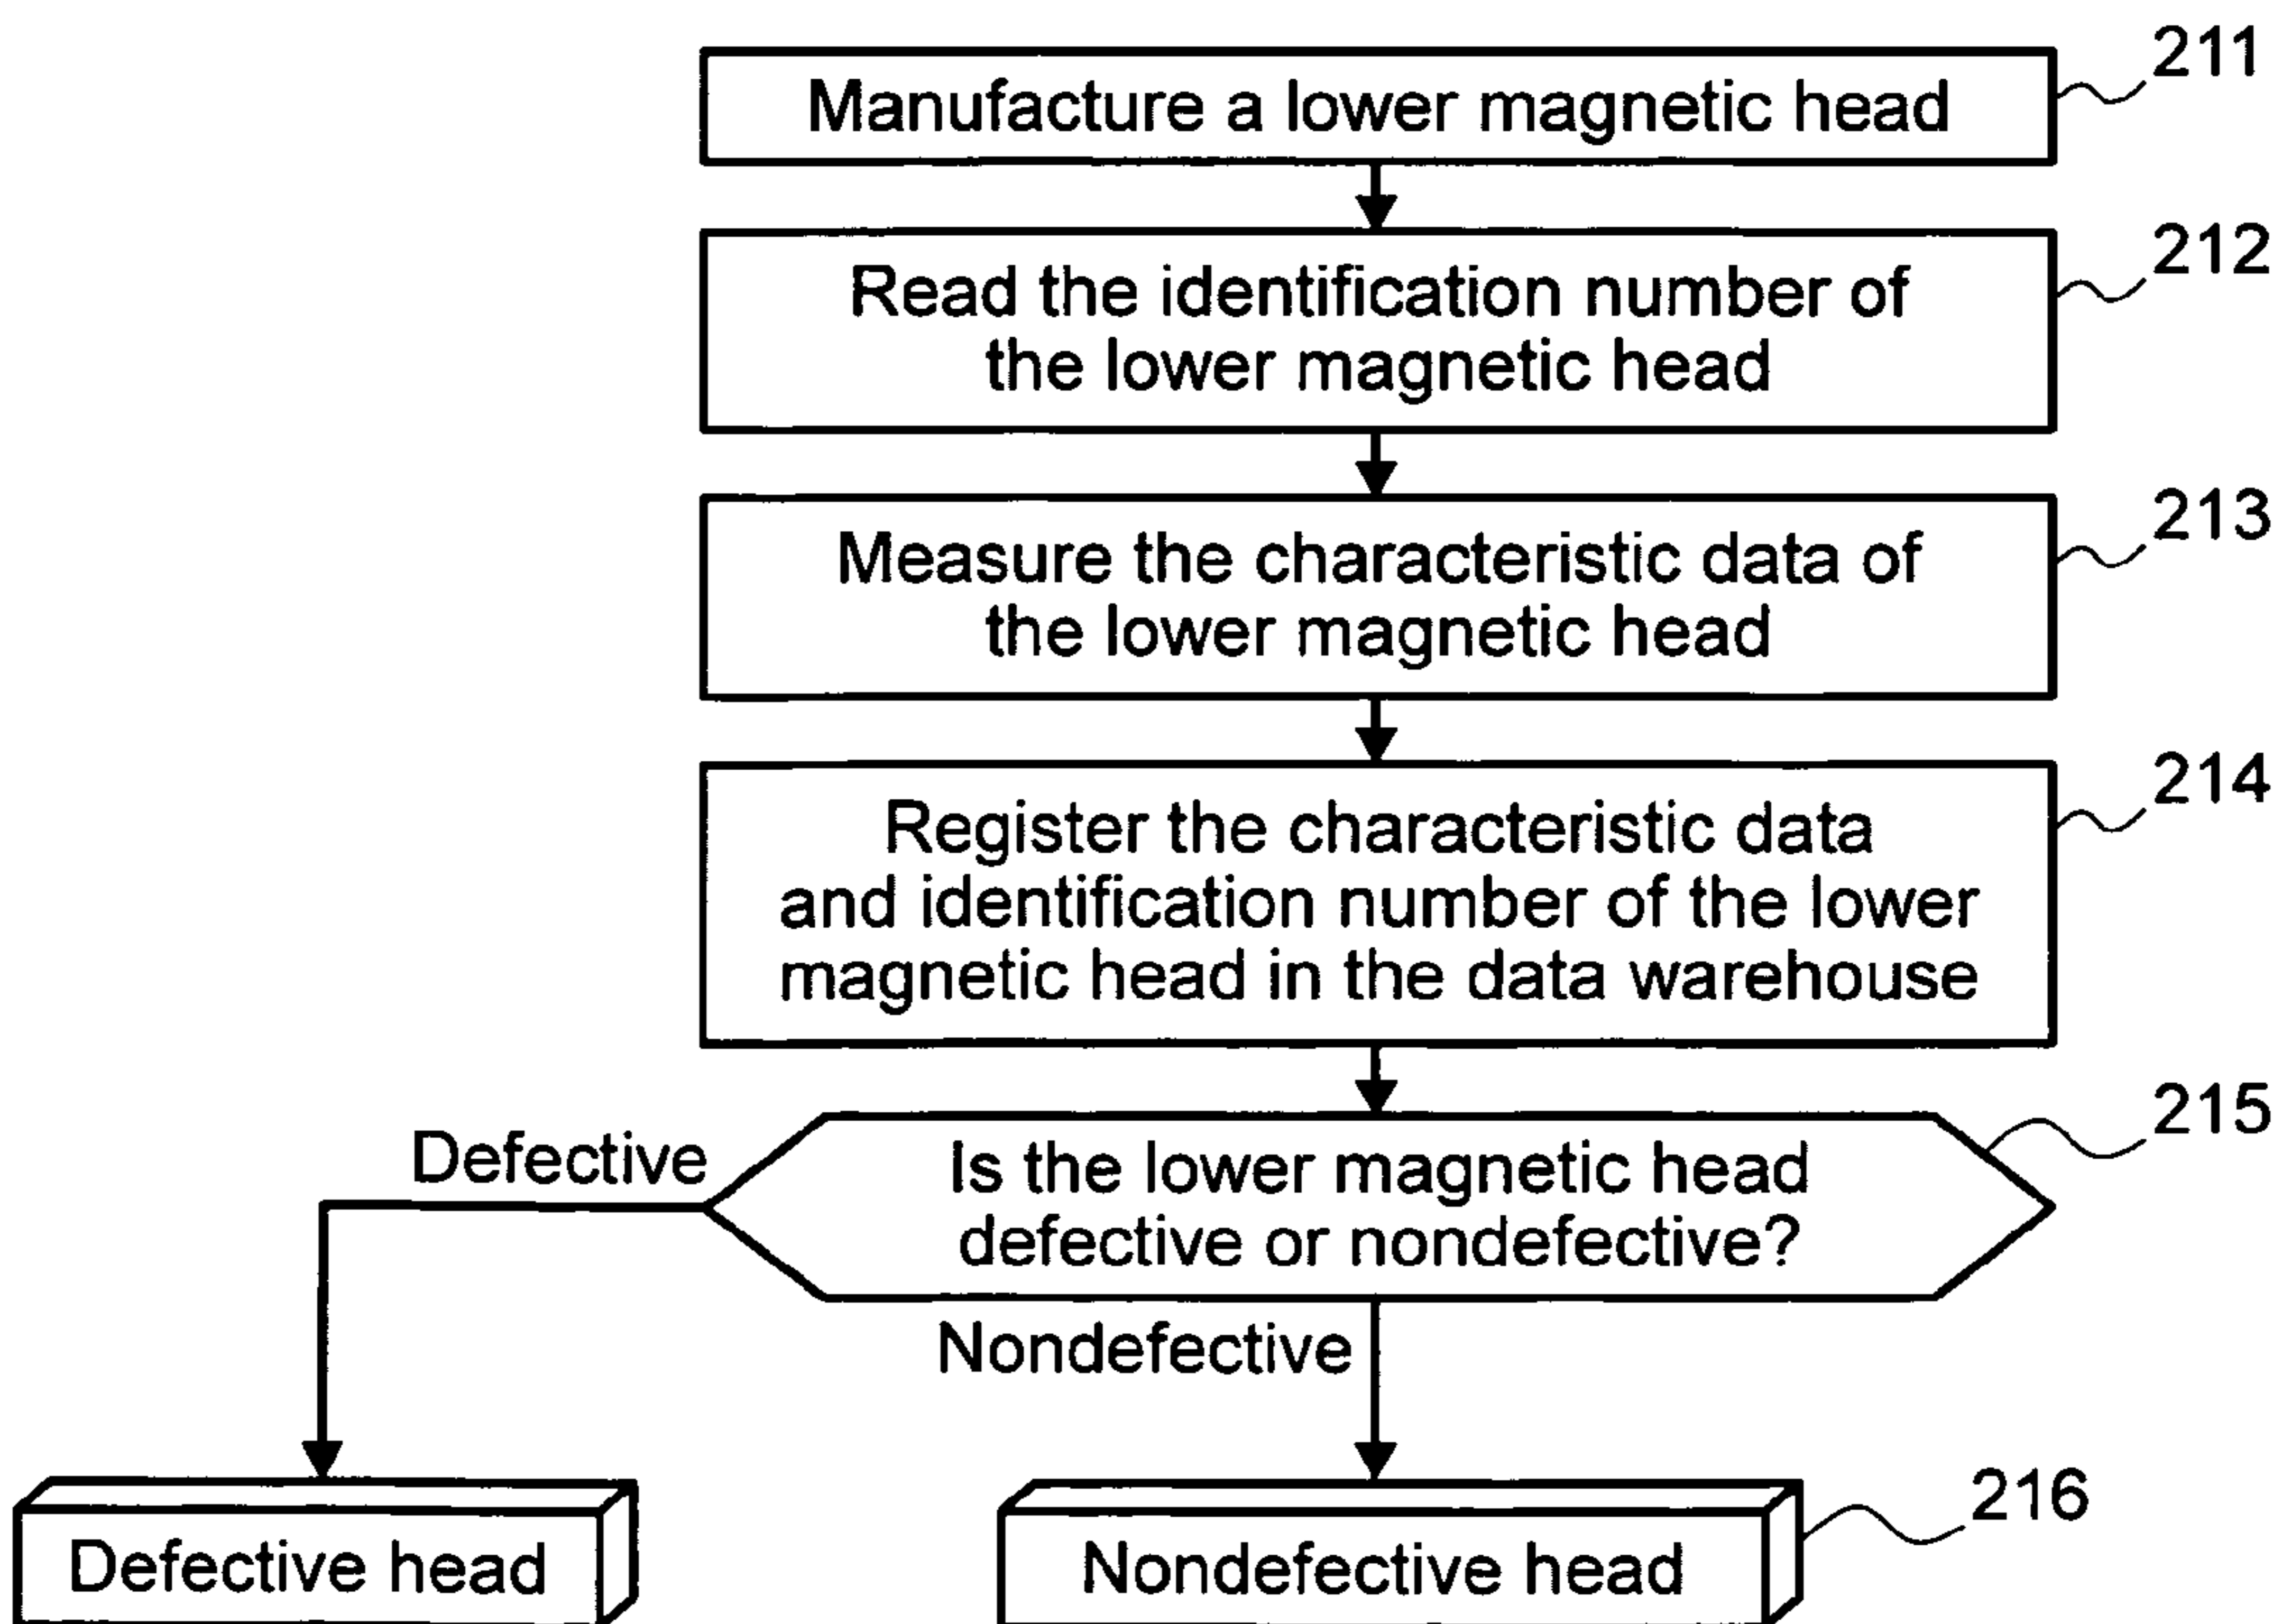 Manufacture a lower magnetic head
211
Read the identification number of
the lower magnetic head
212
Measure the characteristic data of
the lower magnetic head
213
Register the characteristic data
and identification number of the lower
magnetic head in the data warehouse
214
Is the lower magnetic head
defective or nondefective?
215
Defective
Nondefective
Defective head
Nondefective head
216